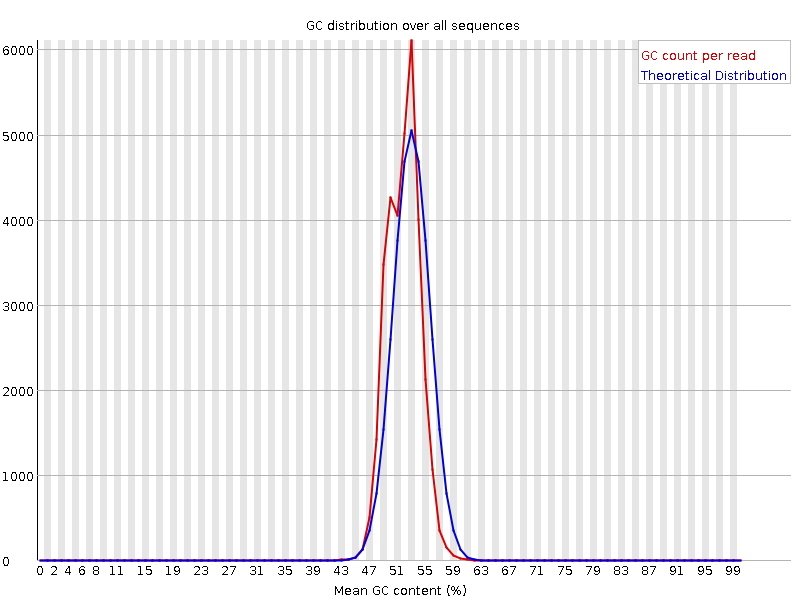 GC distribution over all sequences
GC count per read
Theoretical Distribution
6000
5000
4000
3000
2000
1000
0
0 2 4 6 8 11 15 19 23 27 31 35 39 43 47 51 55 59 63 67 71 75 79 83 87 91 95 99
Mean GC content (%)